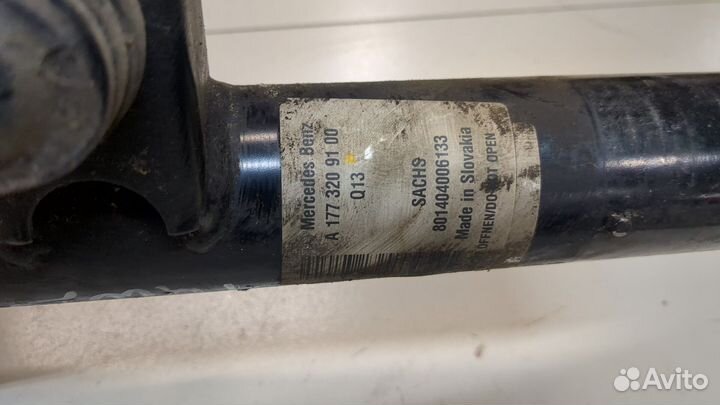 Mercedes Benz
A 177 320 91 00
Q13
SACHS
801404006133
Made in Slovakia
OFFNEN/DO NOT OPEN
Avito